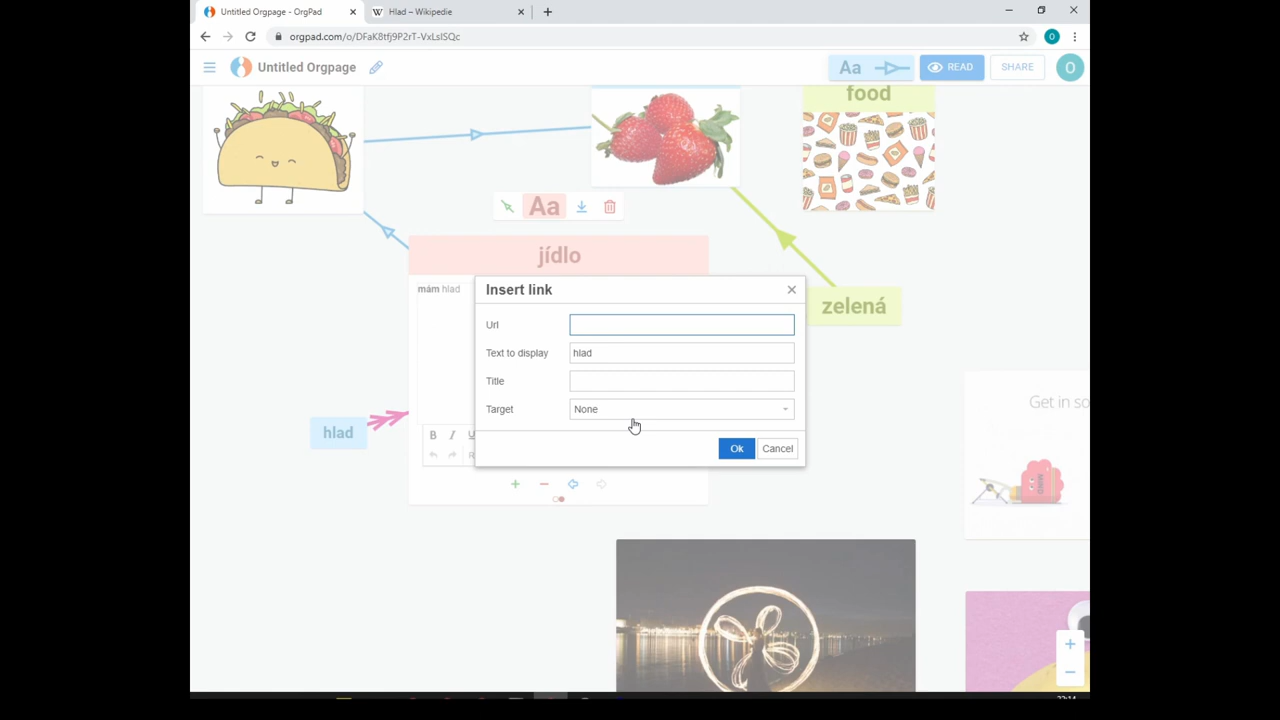 Untitled Orgpage - OrgPad
W Hlad – Wikipedie
orgpad.com/o/DFaK8tfj9P2rT-VxLsISQc
O
Untitled Orgpage
Aa
READ
SHARE
O
food
Aa
jídlo
mám hlad
zelená
Insert link
Url
Text to display
hlad
Title
Target
None
Ok
Cancel
hlad
B I U
Get in so
MIND